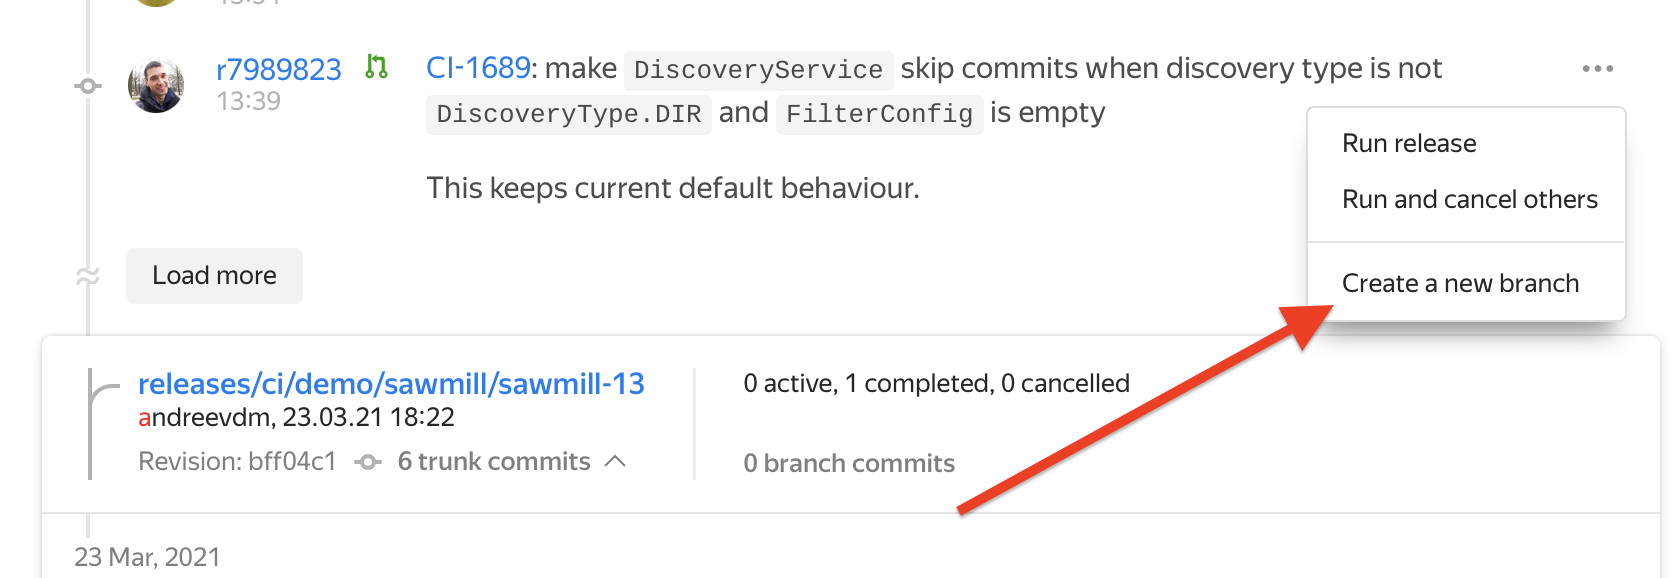 r7989823
13:39
CI-1689: make DiscoveryService skip commits when discovery type is not
DiscoveryType.DIR and FilterConfig is empty
This keeps current default behaviour.
Run release
Run and cancel others
Create a new branch
Load more
releases/ci/demo/sawmill/sawmill-13
andreevdm, 23.03.21 18:22
Revision: bff04c1 6 trunk commits
0 active, 1 completed, 0 cancelled
0 branch commits
23 Mar, 2021